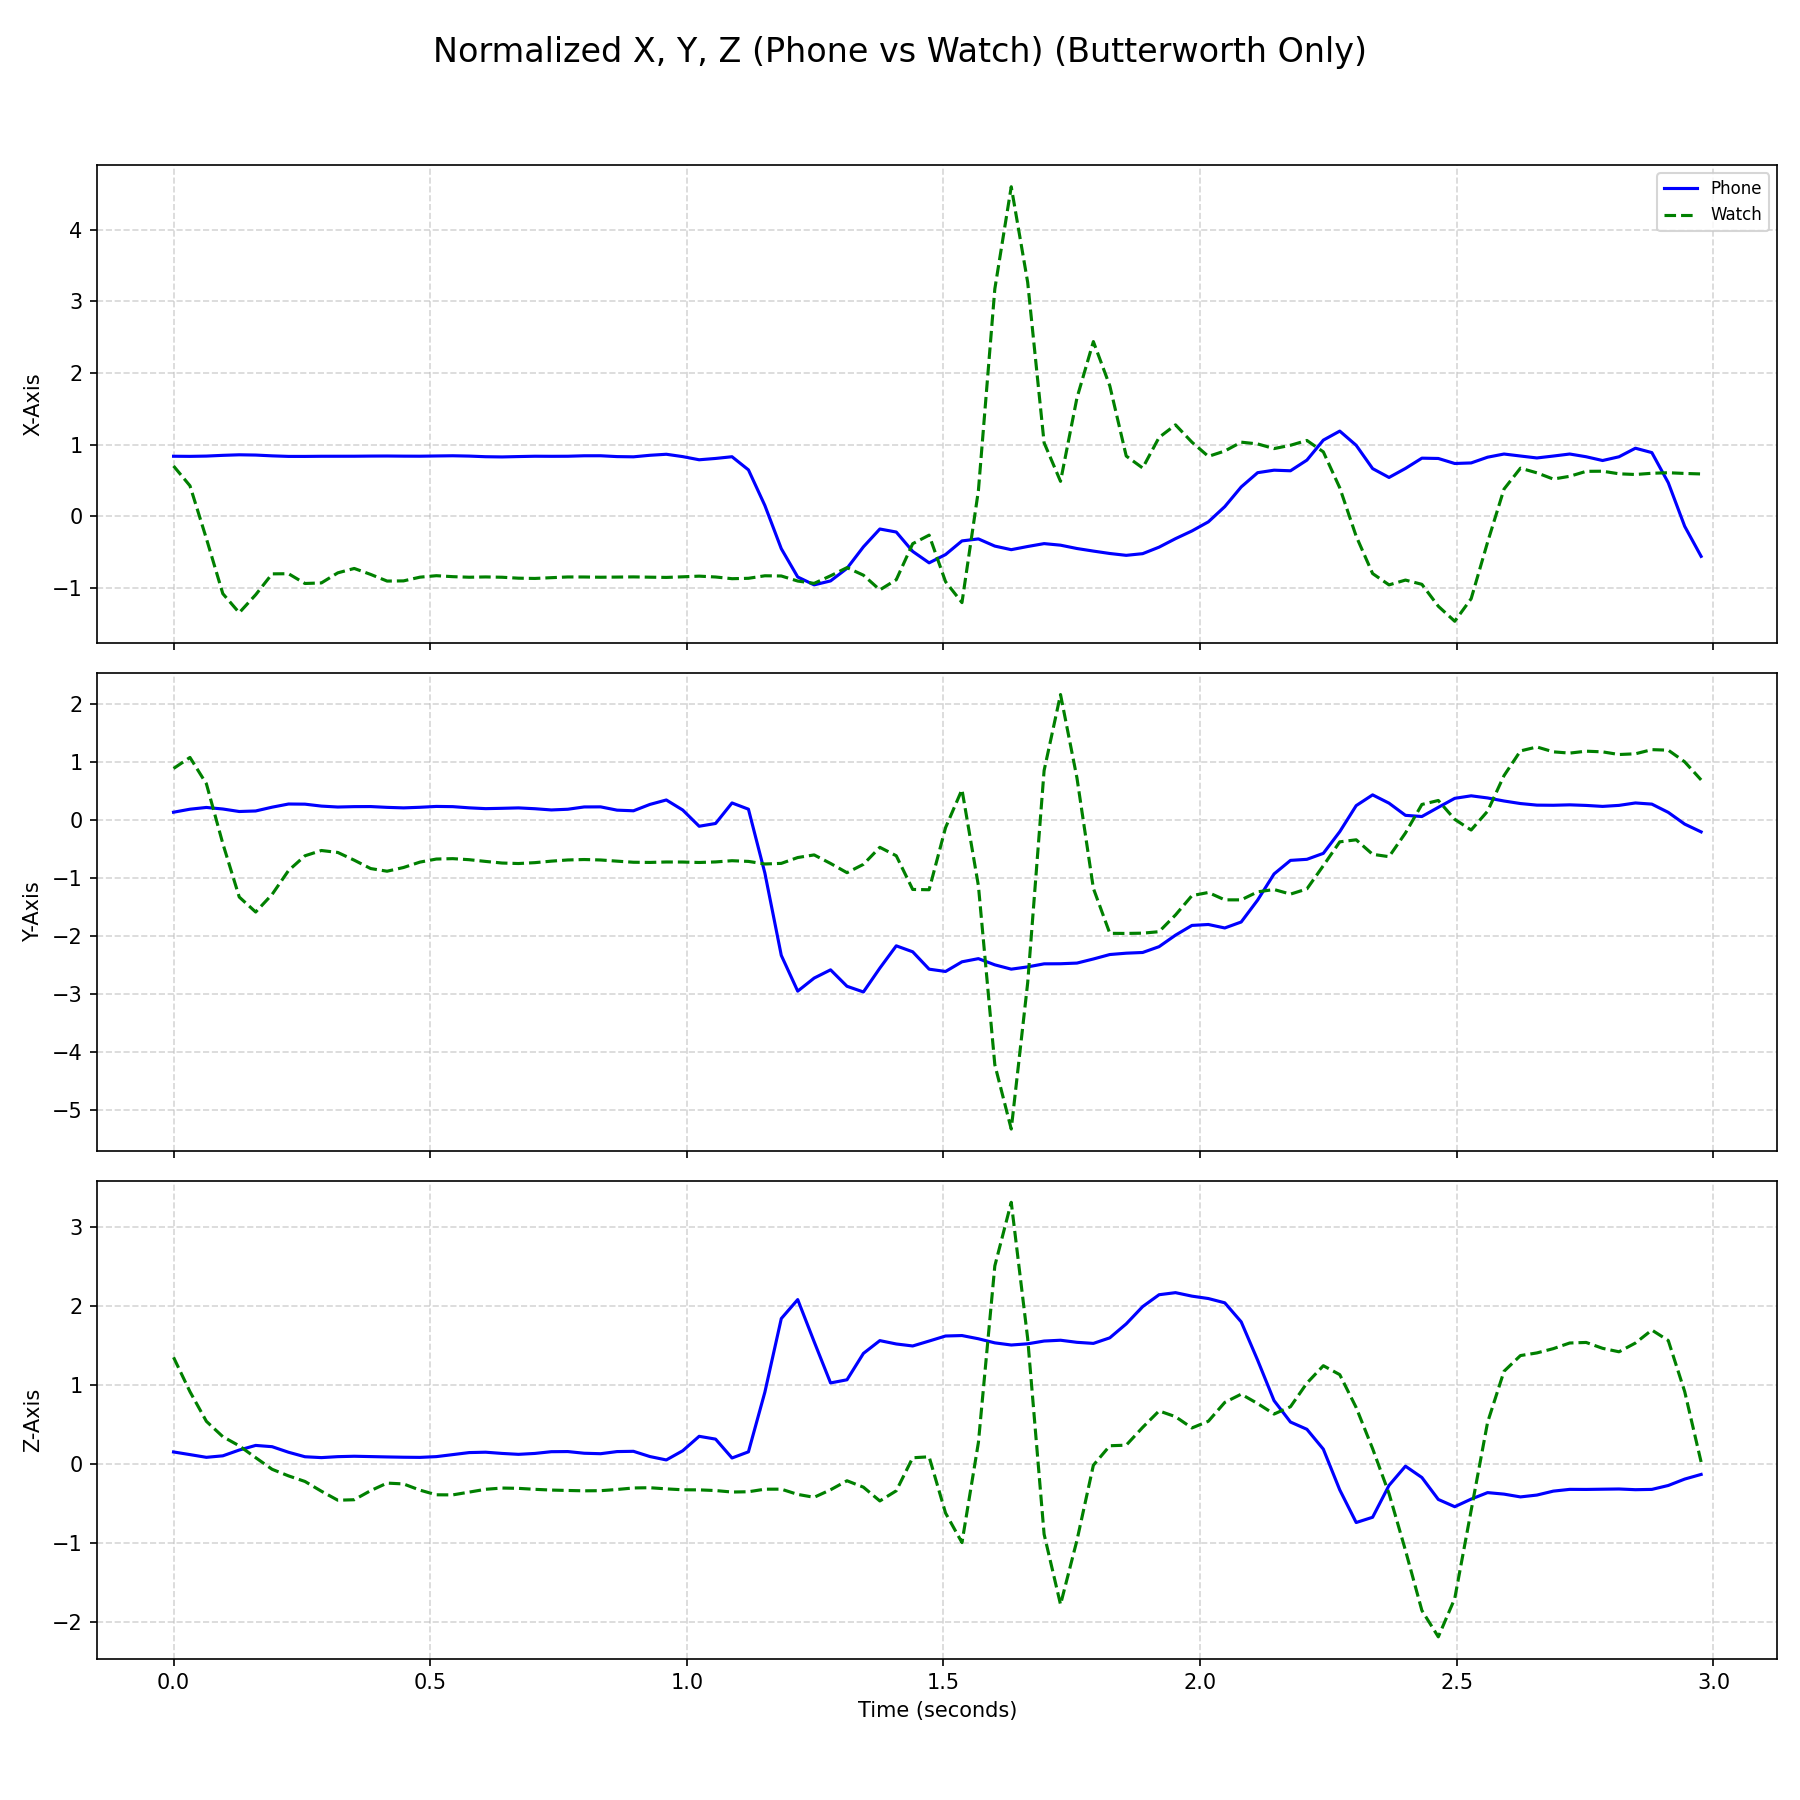 Normalized X, Y, Z (Phone vs Watch) (Butterworth Only)
Phone
Watch
X-Axis
4
3
2
1
0
−1
Y-Axis
2
1
0
−1
−2
−3
−4
−5
Z-Axis
3
2
1
0
−1
−2
0.0 0.5 1.0 1.5 2.0 2.5 3.0
Time (seconds)